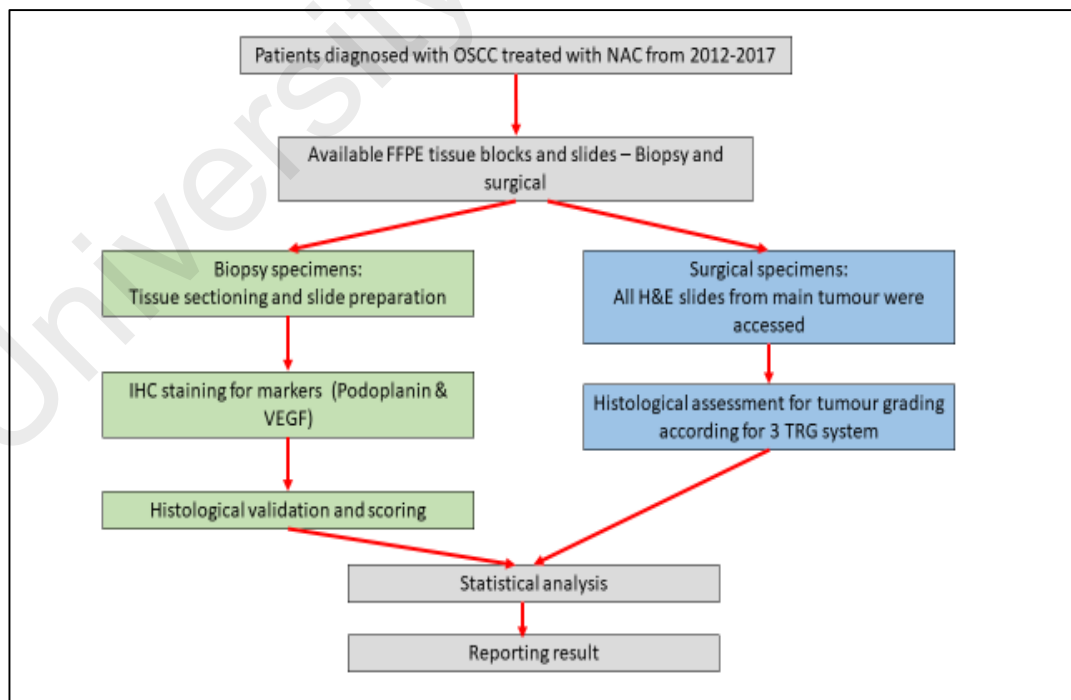 Patients diagnosed with OSCC treated with NAC from 2012-2017
Available FFPE tissue blocks and slides – Biopsy and
surgical
Biopsy specimens:
Tissue sectioning and slide preparation
IHC staining for markers (Podoplanin &
VEGF)
Histological validation and scoring
Surgical specimens:
All H&E slides from main tumour were
accessed
Histological assessment for tumour grading
according for 3 TRG system
Statistical analysis
Reporting result
University